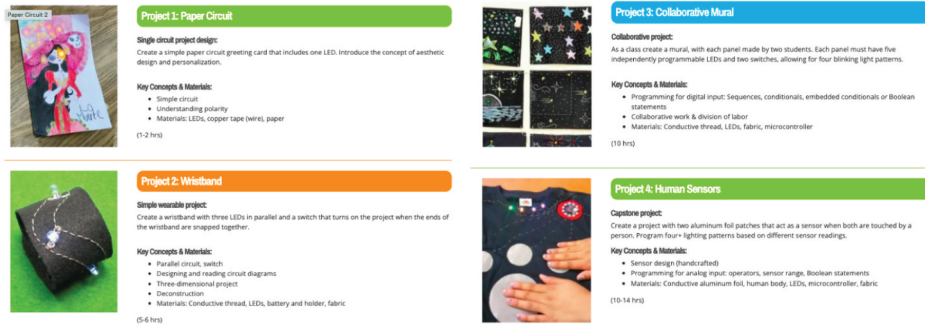 Paper Circuit 2
Project 1: Paper Circuit
Single circuit project design:
Create a simple paper circuit greeting card that includes one LED. Introduce the concept of aesthetic
design and personalization.
Key Concepts & Materials:
• Simple circuit
• Understanding polarity
• Materials: LEDs, copper tape (wire), paper
(1-2 hrs)
Project 2: Wristband
Simple wearable project:
Create a wristband with three LEDs in parallel and a switch that turns on the project when the ends of
the wristband are snapped together.
Key Concepts & Materials:
• Parallel circuit, switch
• Designing and reading circuit diagrams
• Three-dimensional project
• Deconstruction
• Materials: Conductive thread, LEDs, battery and holder, fabric
(5-6 hrs)
Project 3: Collaborative Mural
Collaborative project:
As a class create a mural, with each panel made by two students. Each panel must have five
independently programmable LEDs and two switches, allowing for four blinking light patterns.
Key Concepts & Materials:
• Programming for digital input: Sequences, conditionals, embedded conditionals or Boolean
statements
• Collaborative work & division of labor
• Materials: Conductive thread, LEDs, fabric, microcontroller
(10 hrs)
Project 4: Human Sensors
Capstone project:
Create a project with two aluminum foil patches that act as a sensor when both are touched by a
person. Program four+ lighting patterns based on different sensor readings.
Key Concepts & Materials:
• Sensor design (handcrafted)
• Programming for analog input: operators, sensor range, Boolean statements
• Materials: Conductive aluminum foil, human body, LEDs, microcontroller, fabric
(10-14 hrs)